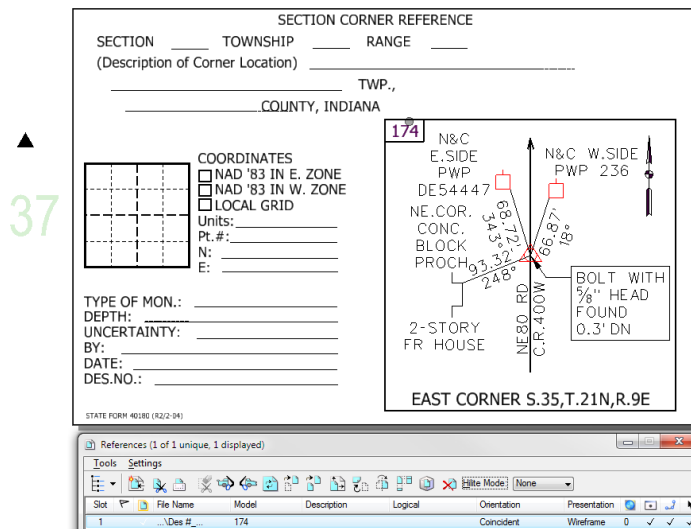 SECTION CORNER REFERENCE
SECTION TOWNSHIP RANGE
(Description of Corner Location)
TWP.,
COUNTY, INDIANA
37
COORDINATES
NAD '83 IN E. ZONE
NAD '83 IN W. ZONE
LOCAL GRID
Units:
Pt.#:
N:
E:
TYPE OF MON.:
DEPTH:
UNCERTAINTY:
BY:
DATE:
DES.NO.:
STATE FORM 40180 (R2/2-04)
174
N&C
E.SIDE
PWP
DE54447
N&C W.SIDE
PWP 236
NE.COR.
CONC.
BLOCK
PROCH
68.72'
343°
66.87'
18°
93.32'
248°
2-STORY
FR HOUSE
NE80 RD
C.R.400W
BOLT WITH
⅝" HEAD
FOUND
0.3' DN
EAST CORNER S.35,T.21N,R.9E
References (1 of 1 unique, 1 displayed)
Tools Settings
Hilite Mode: None
Slot File Name Model Description Logical Orientation Presentation
1 ...\Des #_... 174 Coincident Wireframe 0